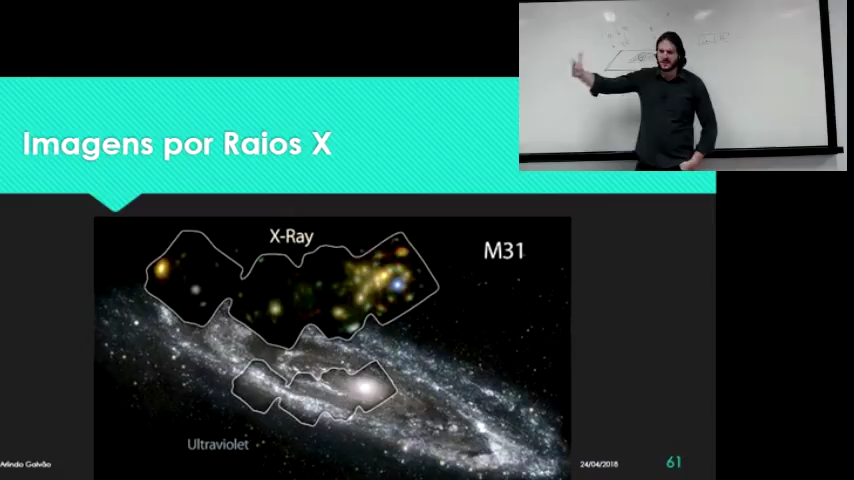 Imagens por Raios X
X-Ray
M31
Ultraviolet
Arlindo Galvão
24/04/2018
61